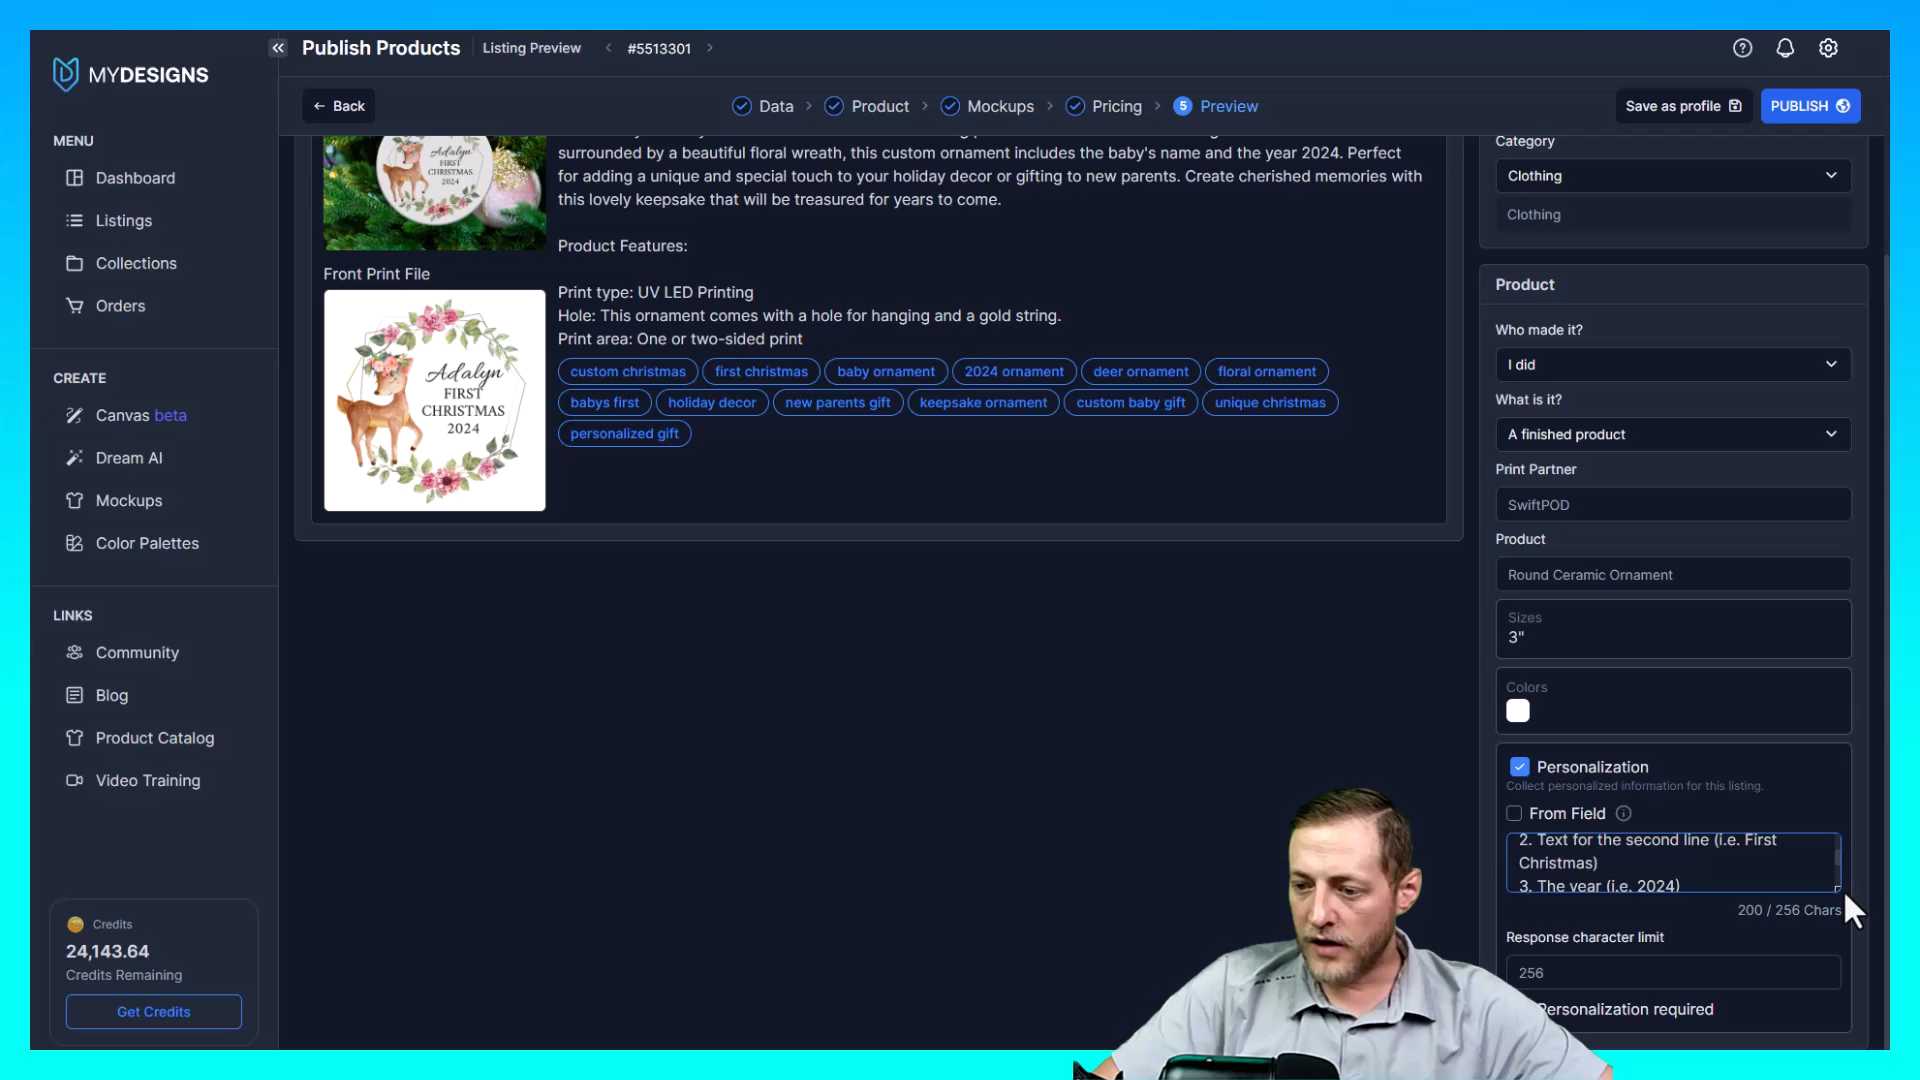 Publish Products
Listing Preview
#5513301
MYDESIGNS
Back
Data
Product
Mockups
Pricing
5 Preview
Save as profile
PUBLISH
MENU
Dashboard
Listings
Collections
Orders
CREATE
Canvas beta
Dream AI
Mockups
Color Palettes
LINKS
Community
Blog
Product Catalog
Video Training
Credits
24,143.64
Credits Remaining
Get Credits
Adalyn
FIRST
CHRISTMAS
2024
surrounded by a beautiful floral wreath, this custom ornament includes the baby's name and the year 2024. Perfect
for adding a unique and special touch to your holiday decor or gifting to new parents. Create cherished memories with
this lovely keepsake that will be treasured for years to come.
Product Features:
Front Print File
Print type: UV LED Printing
Hole: This ornament comes with a hole for hanging and a gold string.
Print area: One or two-sided print
Adalyn
FIRST
CHRISTMAS
2024
custom christmas
first christmas
baby ornament
2024 ornament
deer ornament
floral ornament
babys first
holiday decor
new parents gift
keepsake ornament
custom baby gift
unique christmas
personalized gift
Category
Clothing
Clothing
Product
Who made it?
I did
What is it?
A finished product
Print Partner
SwiftPOD
Product
Round Ceramic Ornament
Sizes
3"
Colors
Personalization
Collect personalized information for this listing.
From Field
2. Text for the second line (i.e. First
Christmas)
3. The year (i.e. 2024)
200 / 256 Chars
Response character limit
256
Personalization required